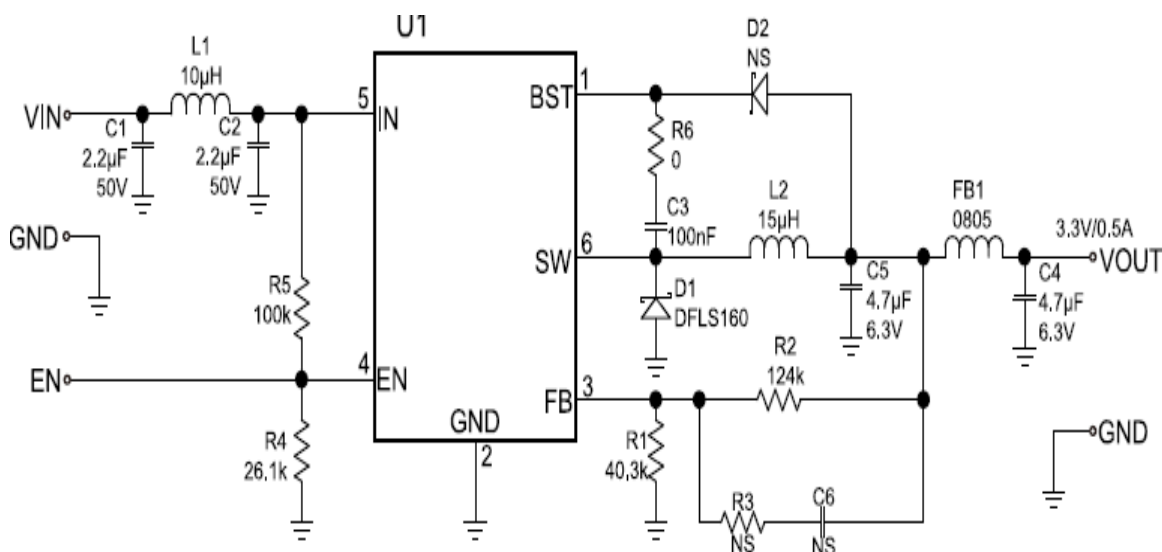 U1
D2
NS
L1
10µH
1
BST
5
IN
VIN
C1
2.2µF
50V
C2
2.2µF
50V
R6
0
L2
15µH
FB1
0805
3.3V/0.5A
VOUT
C3
100nF
GND
6
SW
C5
4.7µF
6.3V
C4
4.7µF
6.3V
R5
100k
D1
DFLS160
R2
124k
EN
4
EN
3
FB
GND
2
GND
R4
26.1k
R1
40.3k
R3
NS
C6
NS